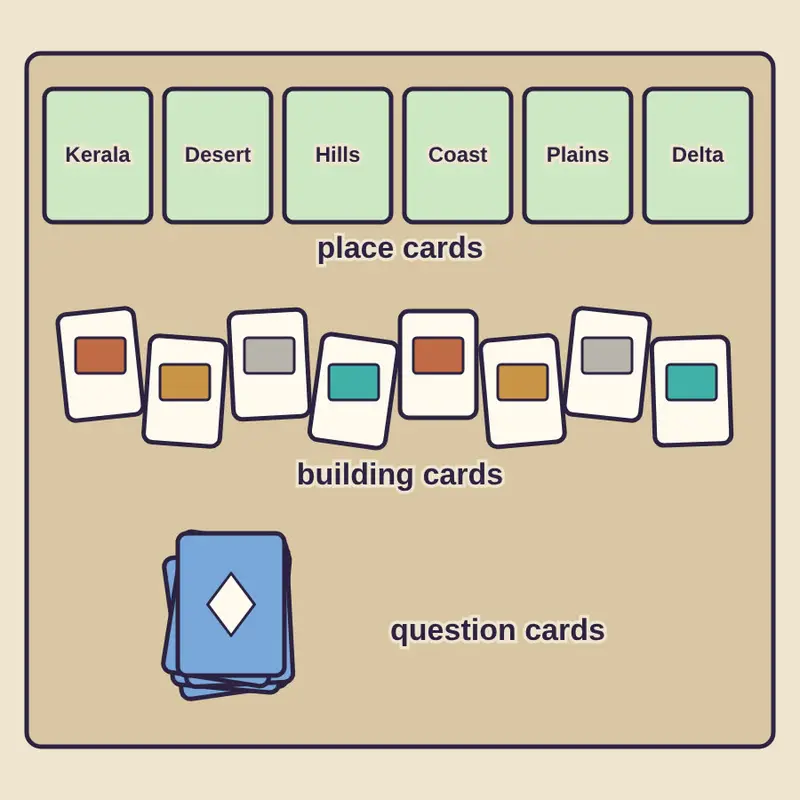 Kerala
Desert
Hills
Coast
Plains
Delta
place cards
building cards
question cards